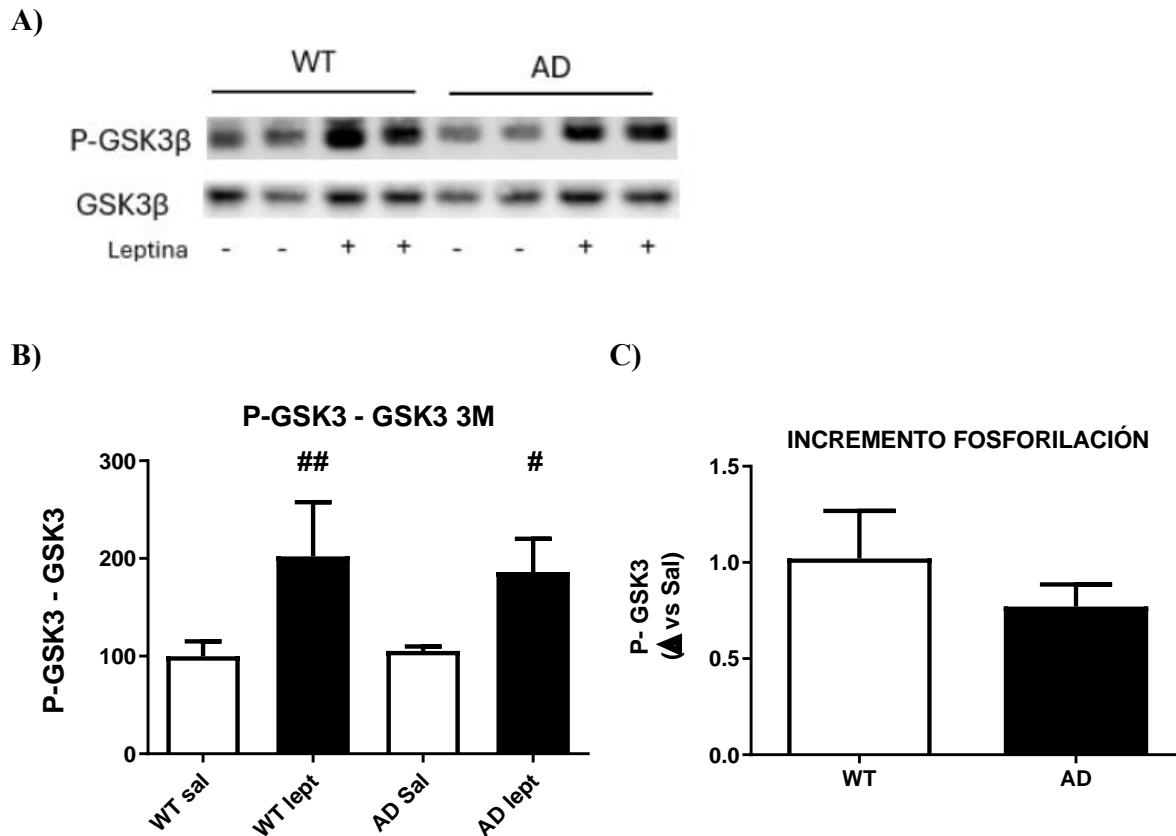 A)
WT AD
P-GSK3β
GSK3β
Leptina - - + + - - + +
B)
P-GSK3 - GSK3 3M
P-GSK3 - GSK3
300
200
100
0
## #
WT sal WT lept AD Sal AD lept
C)
INCREMENTO FOSFORILACIÓN
P- GSK3
(▲ vs Sal)
1.5
1.0
0.5
0.0
WT AD